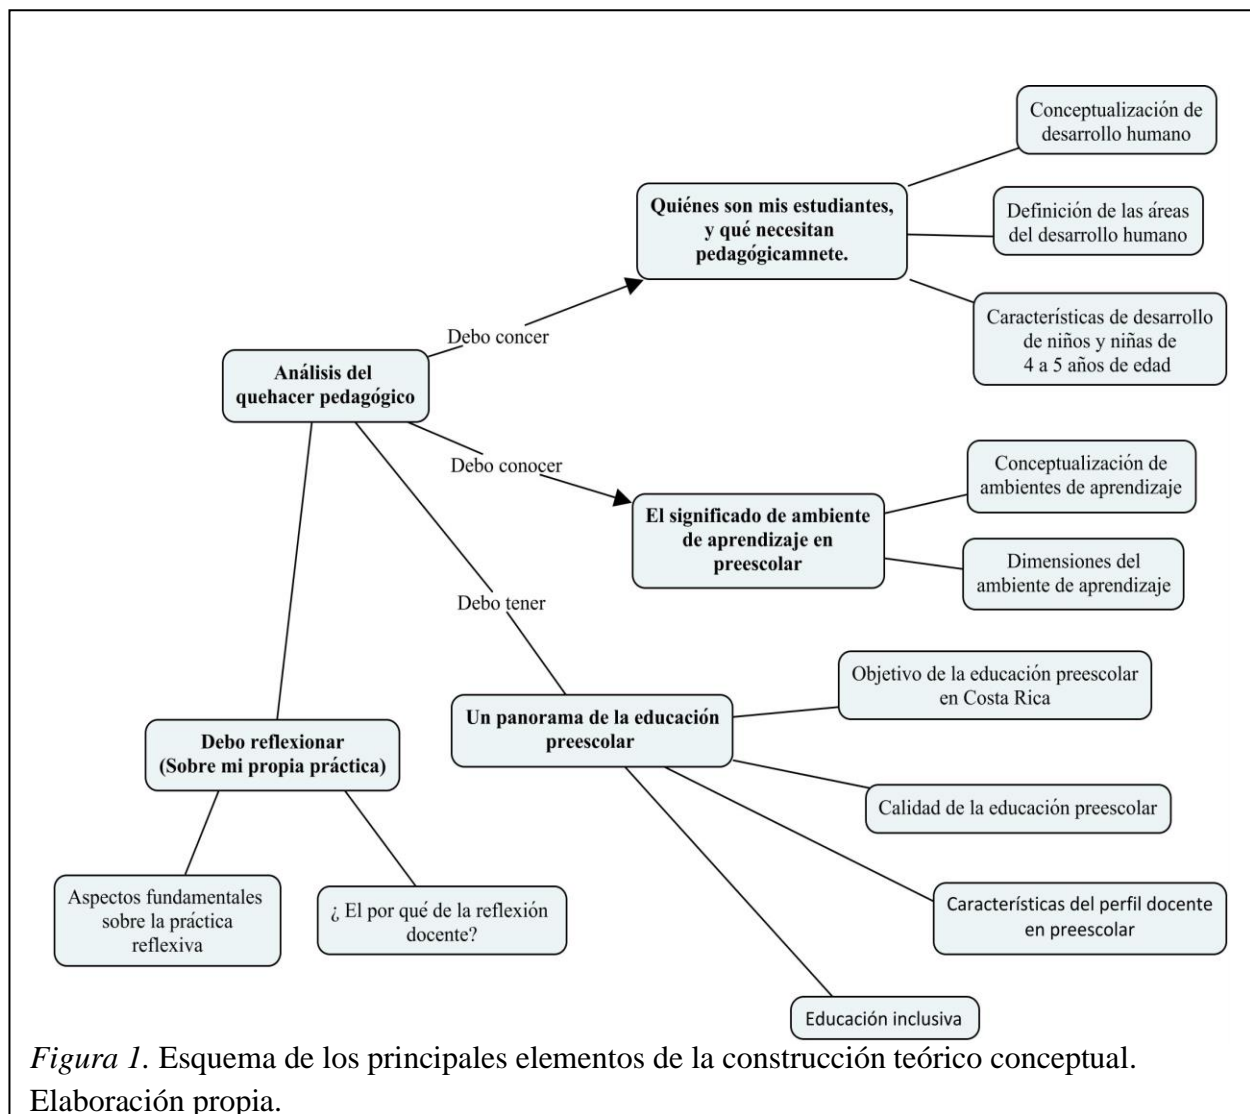 Conceptualización de
desarrollo humano
Quiénes son mis estudiantes,
y qué necesitan
pedagógicamnete.
Definición de las áreas
del desarrollo humano
Características de desarrollo
de niños y niñas de
4 a 5 años de edad
Debo concer
Análisis del
quehacer pedagógico
Debo conocer
Conceptualización de
ambientes de aprendizaje
El significado de ambiente
de aprendizaje en
preescolar
Dimensiones del
ambiente de aprendizaje
Debo tener
Objetivo de la educación preescolar
en Costa Rica
Un panorama de la educación
preescolar
Debo reflexionar
(Sobre mi propia práctica)
Calidad de la educación preescolar
Aspectos fundamentales
sobre la práctica
reflexiva
¿ El por qué de la reflexión
docente?
Características del perfil docente
en preescolar
Educación inclusiva
Figura 1. Esquema de los principales elementos de la construcción teórico conceptual.
Elaboración propia.